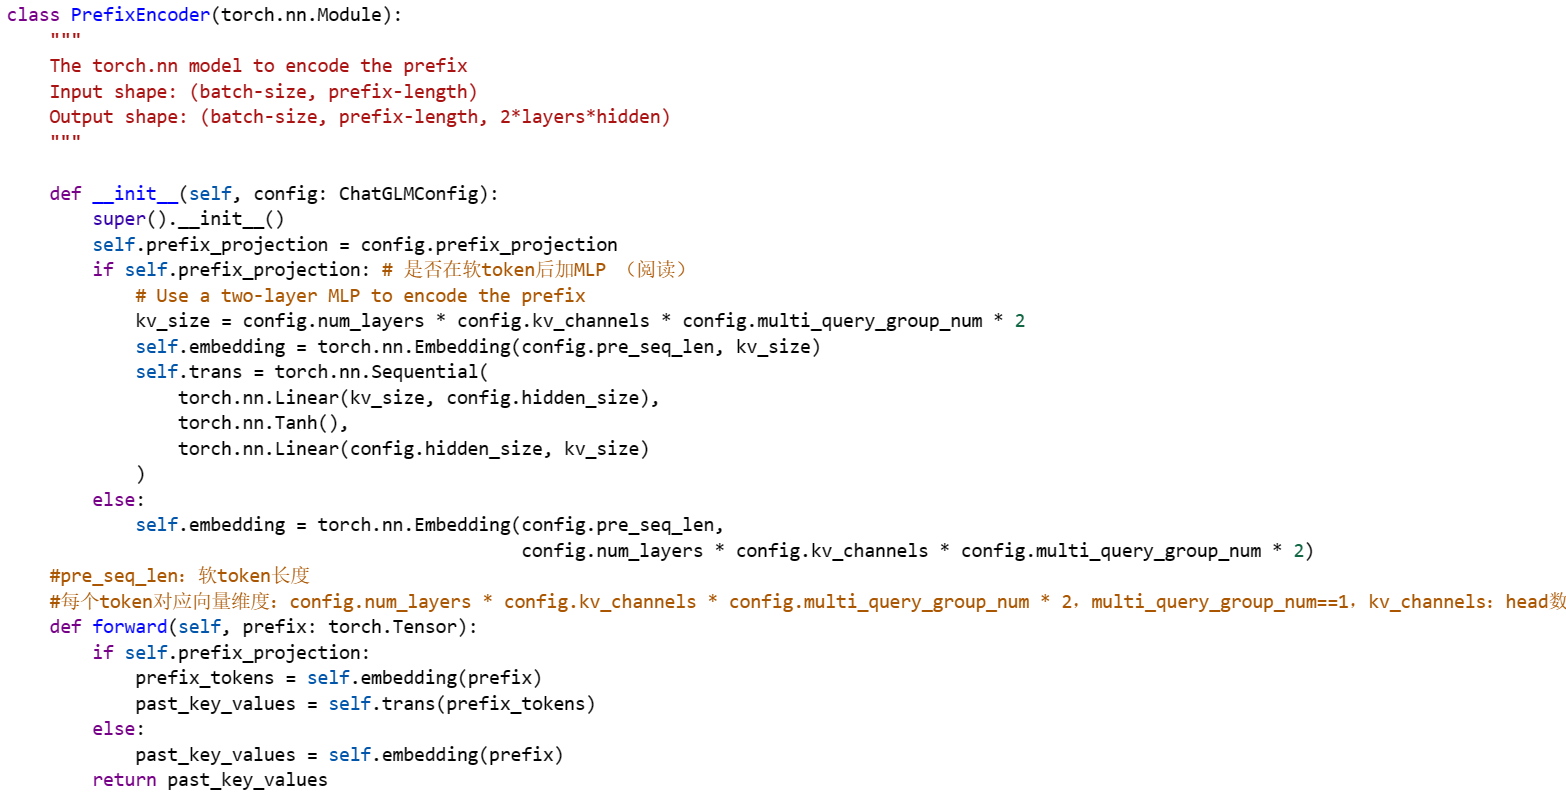 class PrefixEncoder(torch.nn.Module):
    """
    The torch.nn model to encode the prefix
    Input shape: (batch-size, prefix-length)
    Output shape: (batch-size, prefix-length, 2*layers*hidden)
    """

    def __init__(self, config: ChatGLMConfig):
        super().__init__()
        self.prefix_projection = config.prefix_projection
        if self.prefix_projection: # 是否在软token后加MLP （阅读）
            # Use a two-layer MLP to encode the prefix
            kv_size = config.num_layers * config.kv_channels * config.multi_query_group_num * 2
            self.embedding = torch.nn.Embedding(config.pre_seq_len, kv_size)
            self.trans = torch.nn.Sequential(
                torch.nn.Linear(kv_size, config.hidden_size),
                torch.nn.Tanh(),
                torch.nn.Linear(config.hidden_size, kv_size)
            )
        else:
            self.embedding = torch.nn.Embedding(config.pre_seq_len,
                                                config.num_layers * config.kv_channels * config.multi_query_group_num * 2)
    #pre_seq_len：软token长度
    #每个token对应向量维度：config.num_layers * config.kv_channels * config.multi_query_group_num * 2，multi_query_group_num==1，kv_channels：head数
    def forward(self, prefix: torch.Tensor):
        if self.prefix_projection:
            prefix_tokens = self.embedding(prefix)
            past_key_values = self.trans(prefix_tokens)
        else:
            past_key_values = self.embedding(prefix)
        return past_key_values